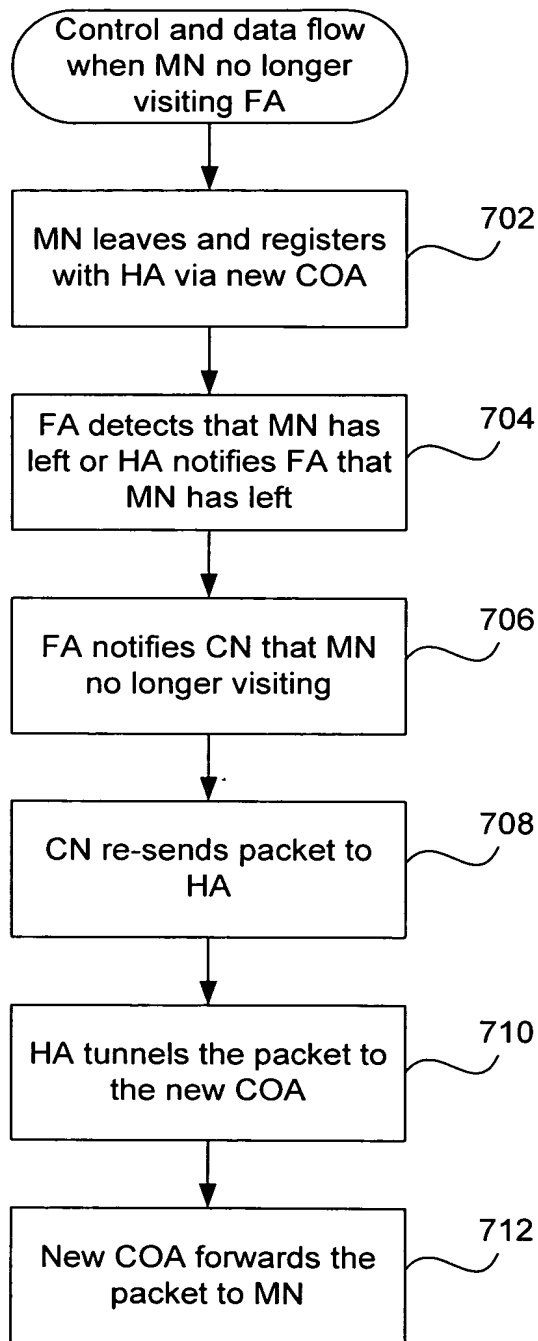 Control and data flow
when MN no longer
visiting FA
702
MN leaves and registers
with HA via new COA
704
FA detects that MN has
left or HA notifies FA that
MN has left
706
FA notifies CN that MN
no longer visiting
708
CN re-sends packet to
HA
710
HA tunnels the packet to
the new COA
712
New COA forwards the
packet to MN